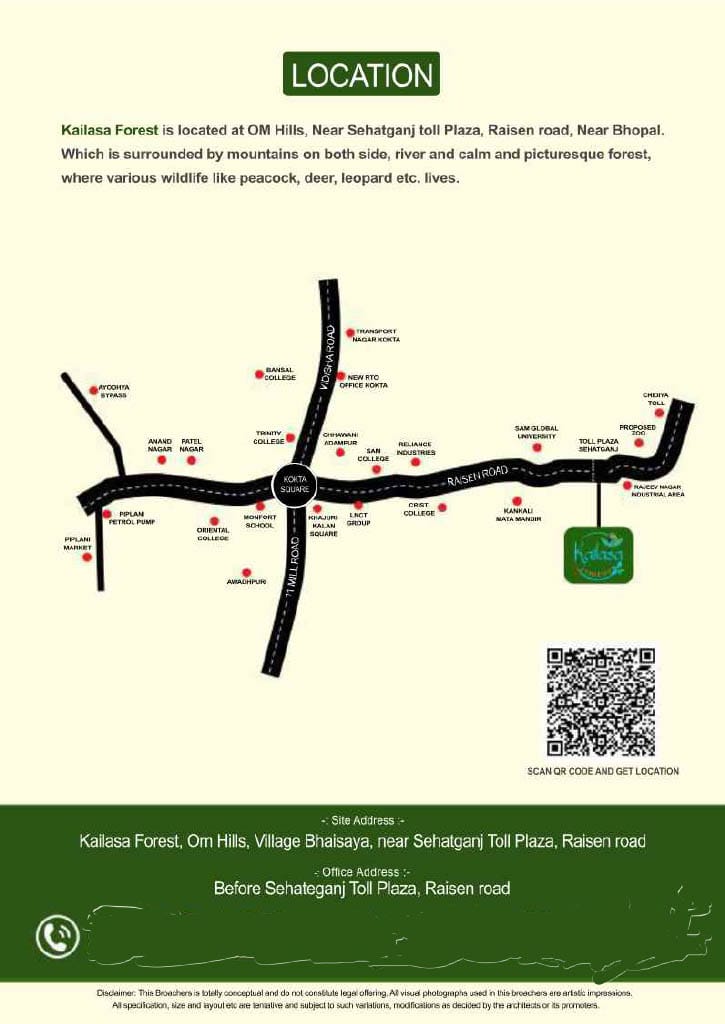 LOCATION
Kailasa Forest is located at OM Hills, Near Sehatganj toll Plaza, Raisen road, Near Bhopal.
Which is surrounded by mountains on both side, river and calm and picturesque forest,
where various wildlife like peacock, deer, leopard etc. lives.
VIDISHA ROAD
TRANSPORT
NAGAR KOKTA
BANSAL
COLLEGE
NEW RTO
OFFICE KOKTA
AYODHYA
BYPASS
CHHAWANI
ADAMPUR
TRINITY
COLLEGE
ANAND
NAGAR
PATEL
NAGAR
SAM
COLLEGE
RELIANCE
INDUSTRIES
SAM GLOBAL
UNIVERSITY
TOLL PLAZA
SEHATGANJ
PROPOSED
ZOO
TOLL
KOKTA
SQUARE
RAISEN ROAD
RAJEEV NAGAR
INDUSTRIAL AREA
PIPLANI
PETROL PUMP
PIPLANI
MARKET
ORIENTAL
COLLEGE
MONFORT
SCHOOL
KHAJURI
KALAN
SQUARE
LNCT
GROUP
CRIST
COLLEGE
KANKALI
MATA MANDIR
AWADHPURI
11 MILL ROAD
Kailasa
SCAN QR CODE AND GET LOCATION
-: Site Address :-
Kailasa Forest, Om Hills, Village Bhaisaya, near Sehatganj Toll Plaza, Raisen road
-: Office Address :-
Before Sehateganj Toll Plaza, Raisen road
Disclaimer: This Broachers is totally conceptual and do not constitute legal offering. All visual photographs used in this breachers are artistic impressions.
All specification, size and layout etc are tentative and subject to such variations, modifications as decided by the architects or its promoters.